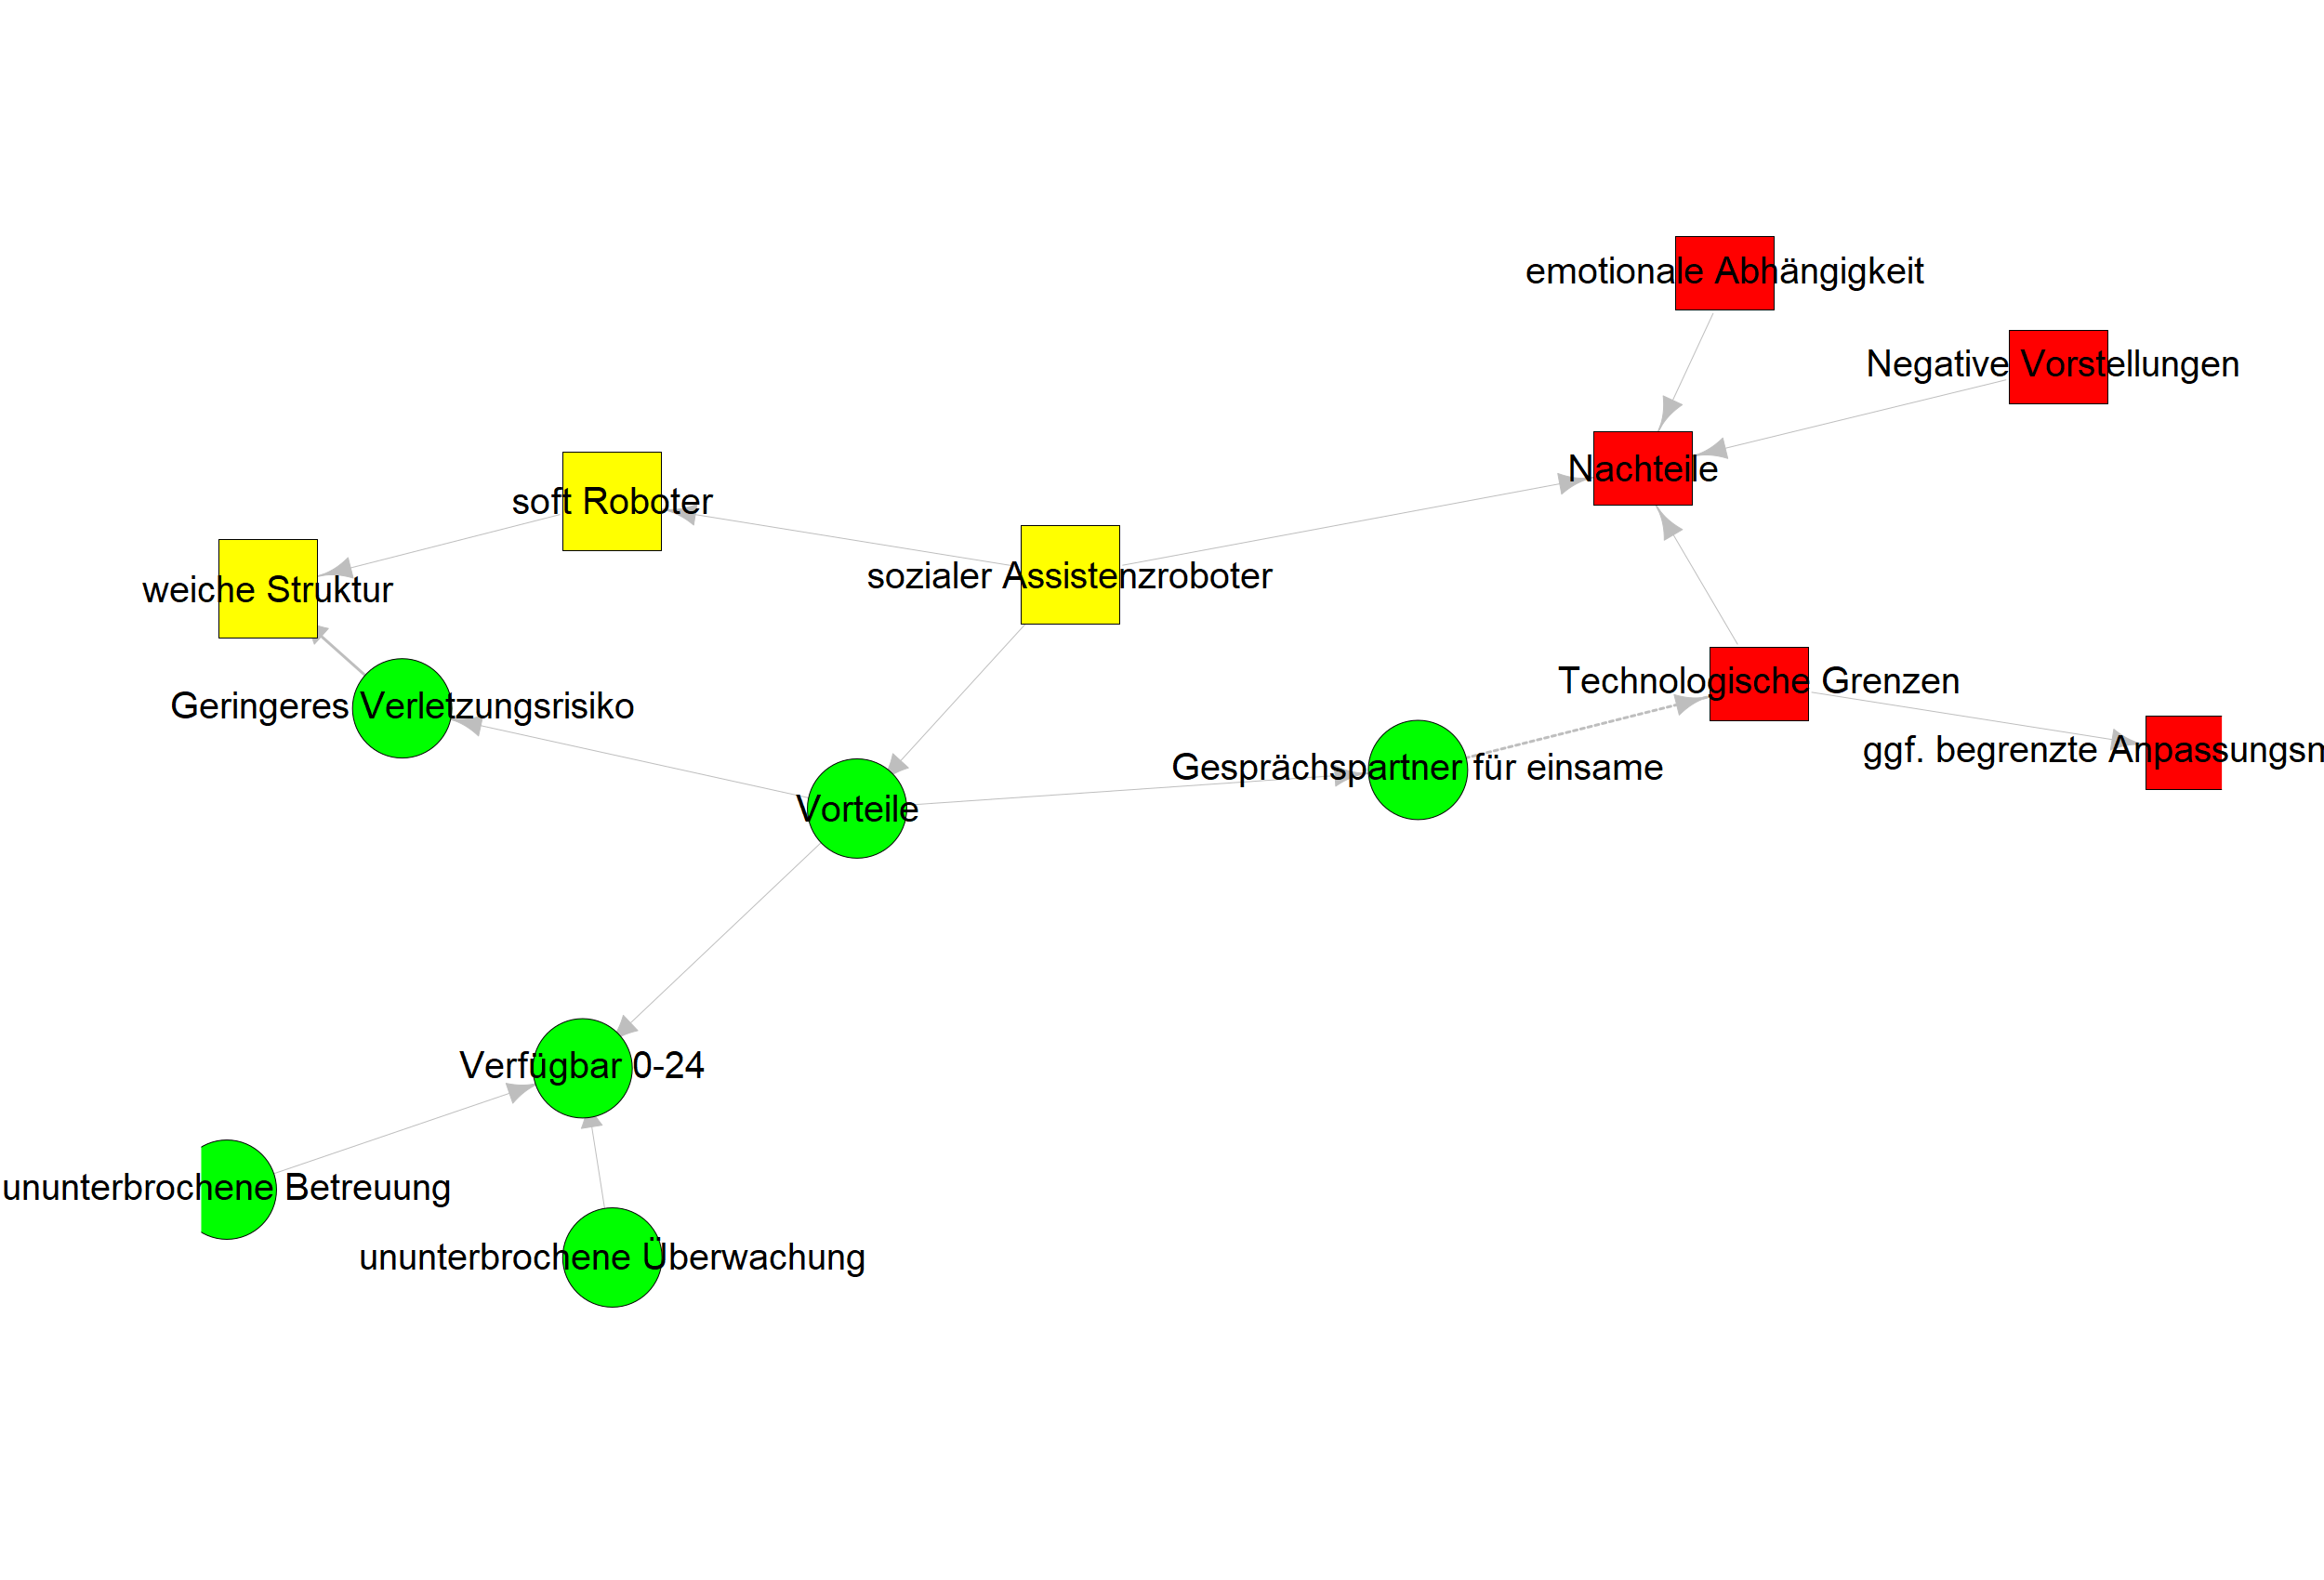 emotionale Abhängigkeit
Negative Vorstellungen
Nachteile
soft Roboter
sozialer Assistenzroboter
weiche Struktur
Technologische Grenzen
Geringeres Verletzungsrisiko
ggf. begrenzte Anpassungsm
Gesprächspartner für einsame
Vorteile
Verfügbar 0-24
ununterbrochene Betreuung
ununterbrochene Überwachung